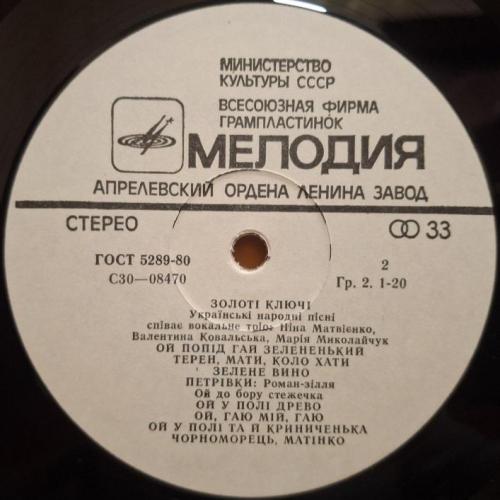 МИНИСТЕРСТВО
КУЛЬТУРЫ СССР
ВСЕСОЮЗНАЯ ФИРМА
ГРАМПЛАСТИНОК
МЕЛОДИЯ
АПРЕЛЕВСКИЙ ОРДЕНА ЛЕНИНА ЗАВОД
СТЕРЕО
33
ГОСТ 5289-80
С30—08470
2
Гр. 2. 1-20
ЗОЛОТІ КЛЮЧІ
Українські народні пісні
співає вокальне тріо: Ніна Матвієнко,
Валентина Ковальська, Марія Миколайчук
ОЙ ПОПІД ГАЙ ЗЕЛЕНЕНЬКИЙ
ТЕРЕН, МАТИ, КОЛО ХАТИ
ЗЕЛЕНЕ ВИНО
ПЕТРІВКИ: Роман-зілля
Ой до бору стежечка
ОЙ У ПОЛІ ДРЕВО
ОЙ, ГАЮ МІЙ, ГАЮ
ОЙ У ПОЛІ ТА Й КРИНИЧЕНЬКА
ЧОРНОМОРЕЦЬ, МАТІНКО